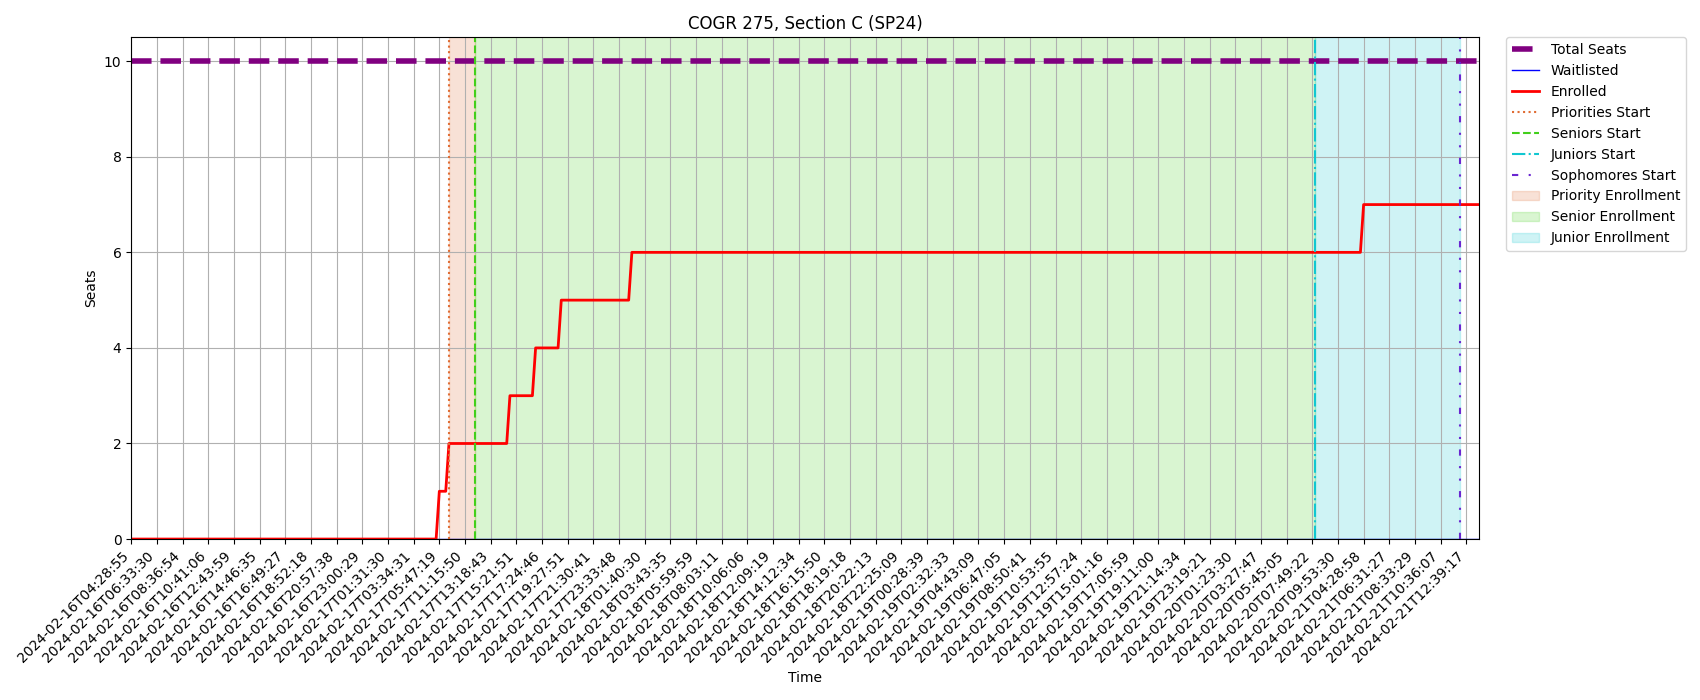 COGR 275, Section C (SP24)
10
8
6
4
2
0
Seats
Total Seats
Waitlisted
Enrolled
Priorities Start
Seniors Start
Juniors Start
Sophomores Start
Priority Enrollment
Senior Enrollment
Junior Enrollment
2024-02-16T04:28:55
2024-02-16T06:33:30
2024-02-16T08:36:54
2024-02-16T10:41:06
2024-02-16T12:43:59
2024-02-16T14:46:35
2024-02-16T16:49:27
2024-02-16T18:52:18
2024-02-16T20:57:38
2024-02-16T23:00:29
2024-02-17T01:31:30
2024-02-17T03:34:31
2024-02-17T05:47:19
2024-02-17T11:15:50
2024-02-17T13:18:43
2024-02-17T15:21:51
2024-02-17T17:24:46
2024-02-17T19:27:51
2024-02-17T21:30:41
2024-02-17T23:33:48
2024-02-18T01:40:30
2024-02-18T03:43:35
2024-02-18T05:59:59
2024-02-18T08:03:11
2024-02-18T10:06:06
2024-02-18T12:09:19
2024-02-18T14:12:34
2024-02-18T16:15:50
2024-02-18T18:19:18
2024-02-18T20:22:13
2024-02-18T22:25:09
2024-02-19T00:28:39
2024-02-19T02:32:33
2024-02-19T04:43:09
2024-02-19T06:47:05
2024-02-19T08:50:41
2024-02-19T10:53:55
2024-02-19T12:57:24
2024-02-19T15:01:16
2024-02-19T17:05:59
2024-02-19T19:11:00
2024-02-19T21:14:34
2024-02-19T23:19:21
2024-02-20T01:23:30
2024-02-20T03:27:47
2024-02-20T05:45:05
2024-02-20T07:49:22
2024-02-20T09:53:30
2024-02-21T04:28:58
2024-02-21T06:31:27
2024-02-21T08:33:29
2024-02-21T10:36:07
2024-02-21T12:39:17
Time